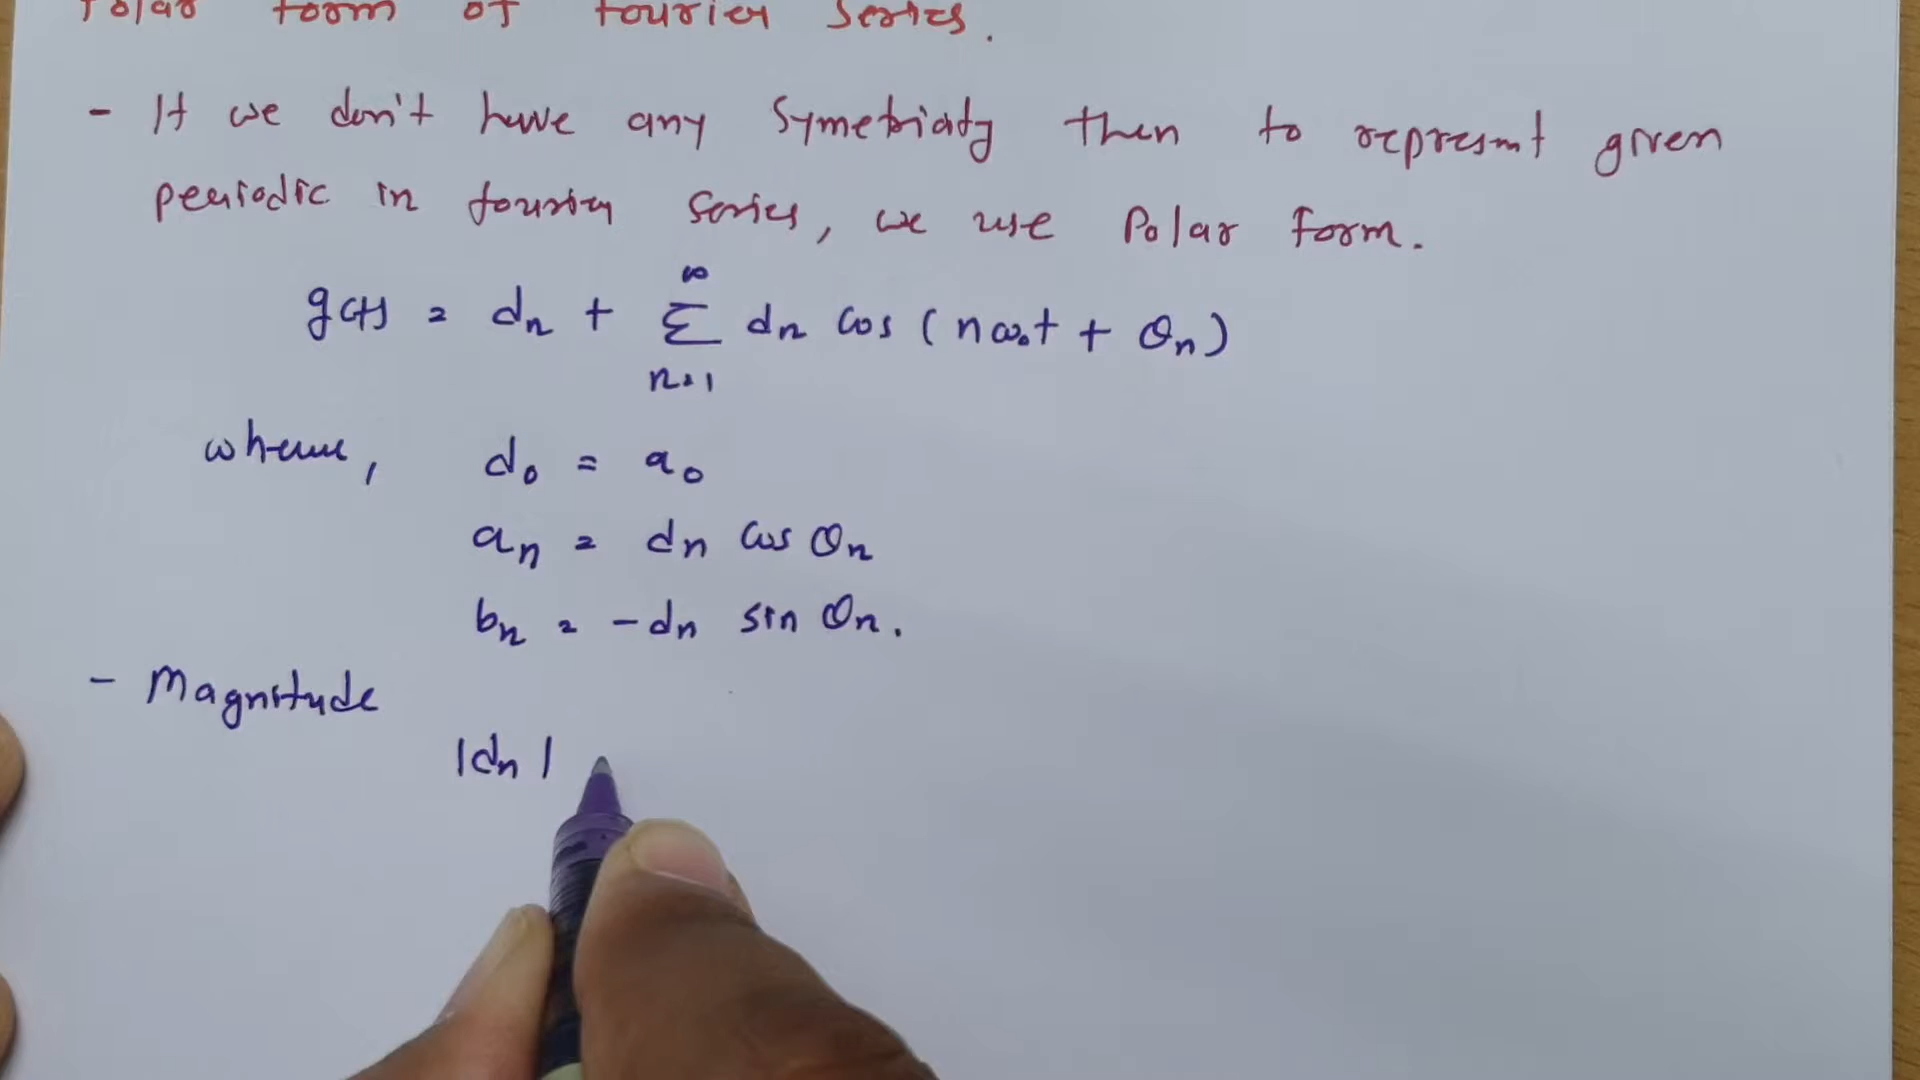 Polar form of fourier series.
- If we don't have any Symetriaty then to represnt given
periodic in fourier series, we use Polar Form.
g(t) = dn + ∞ Σ n=1 dn cos (nω₀t + θn)
where, d₀ = a₀
an = dn cos θn
bn = -dn sin θn.
- Magnitude
|dn|